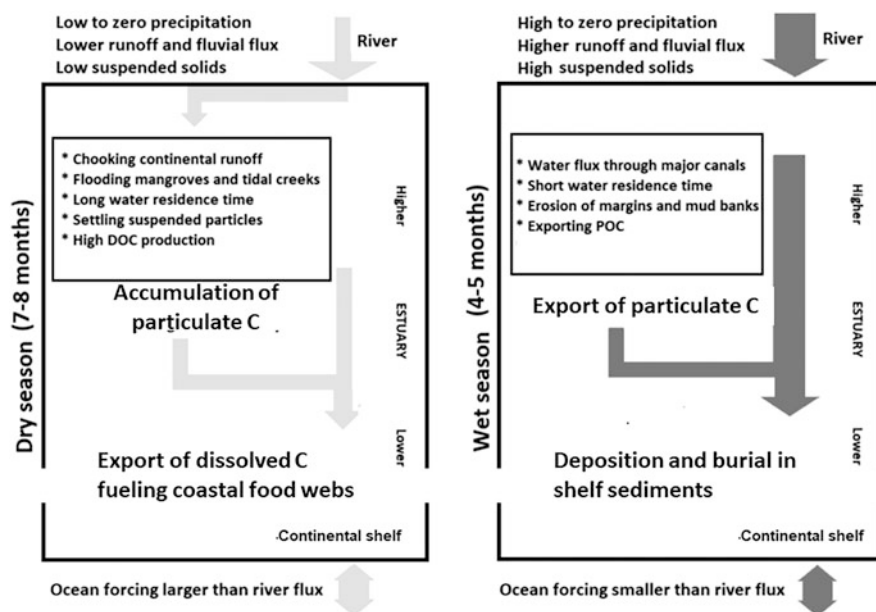 Low to zero precipitation
Lower runoff and fluvial flux
Low suspended solids
River
Dry season (7-8 months)
* Chooking continental runoff
* Flooding mangroves and tidal creeks
* Long water residence time
* Settling suspended particles
* High DOC production
Higher
Accumulation of
particulate C
ESTUARY
Lower
Export of dissolved C
fueling coastal food webs
-Continental shelf
Ocean forcing larger than river flux
High to zero precipitation
Higher runoff and fluvial flux
High suspended solids
River
Wet season (4-5 months)
* Water flux through major canals
* Short water residence time
* Erosion of margins and mud banks
* Exporting POC
Higher
Export of particulate C
ESTUARY
Lower
Deposition and burial in
shelf sediments
-Continental shelf
Ocean forcing smaller than river flux